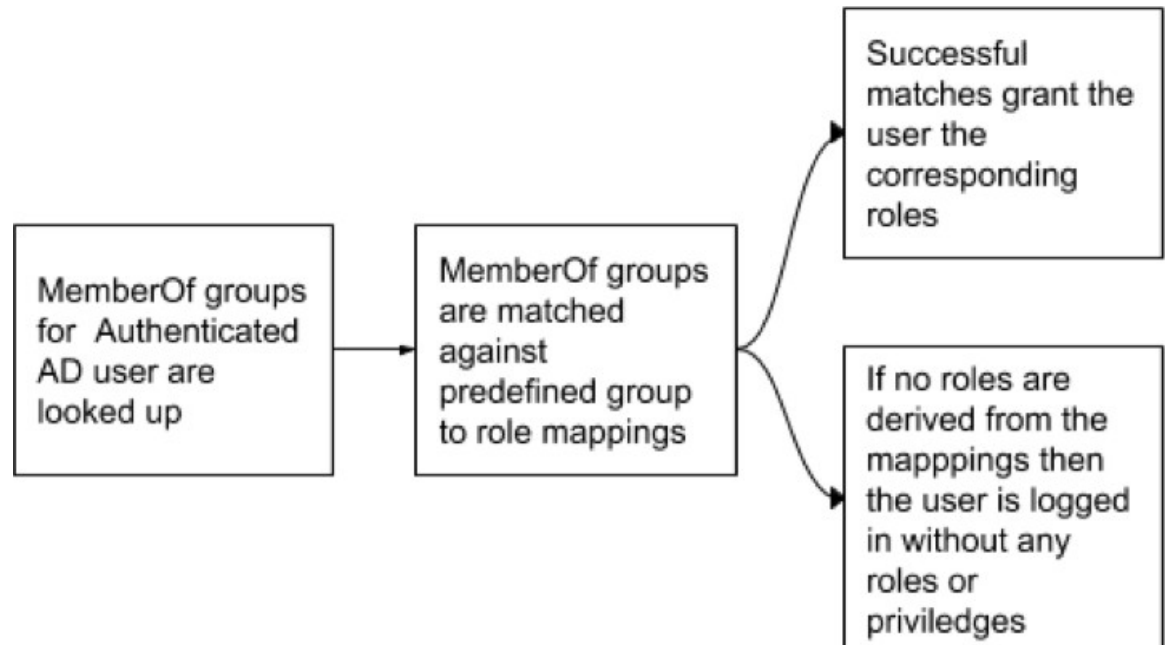 MemberOf groups
for Authenticated
AD user are
looked up
MemberOf groups
are matched
against
predefined group
to role mappings
Successful
matches grant the
user the
corresponding
roles
If no roles are
derived from the
mapppings then
the user is logged
in without any
roles or
priviledges